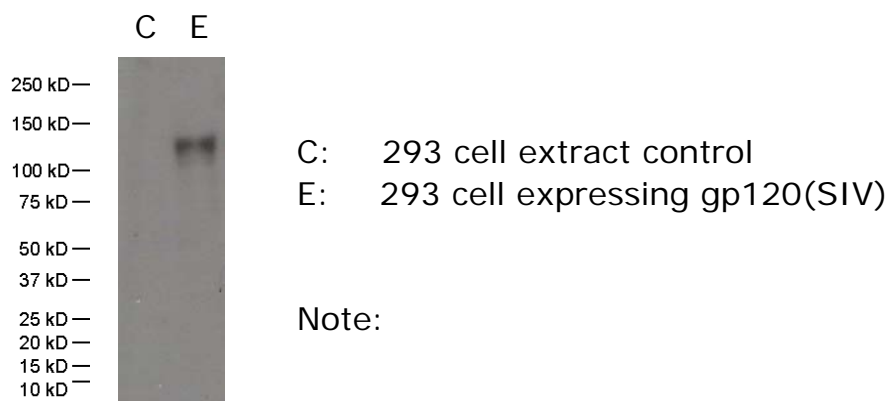 C E
250 kD
150 kD
100 kD
75 kD
50 kD
37 kD
25 kD
20 kD
15 kD
10 kD
C: 293 cell extract control
E: 293 cell expressing gp120(SIV)
Note: